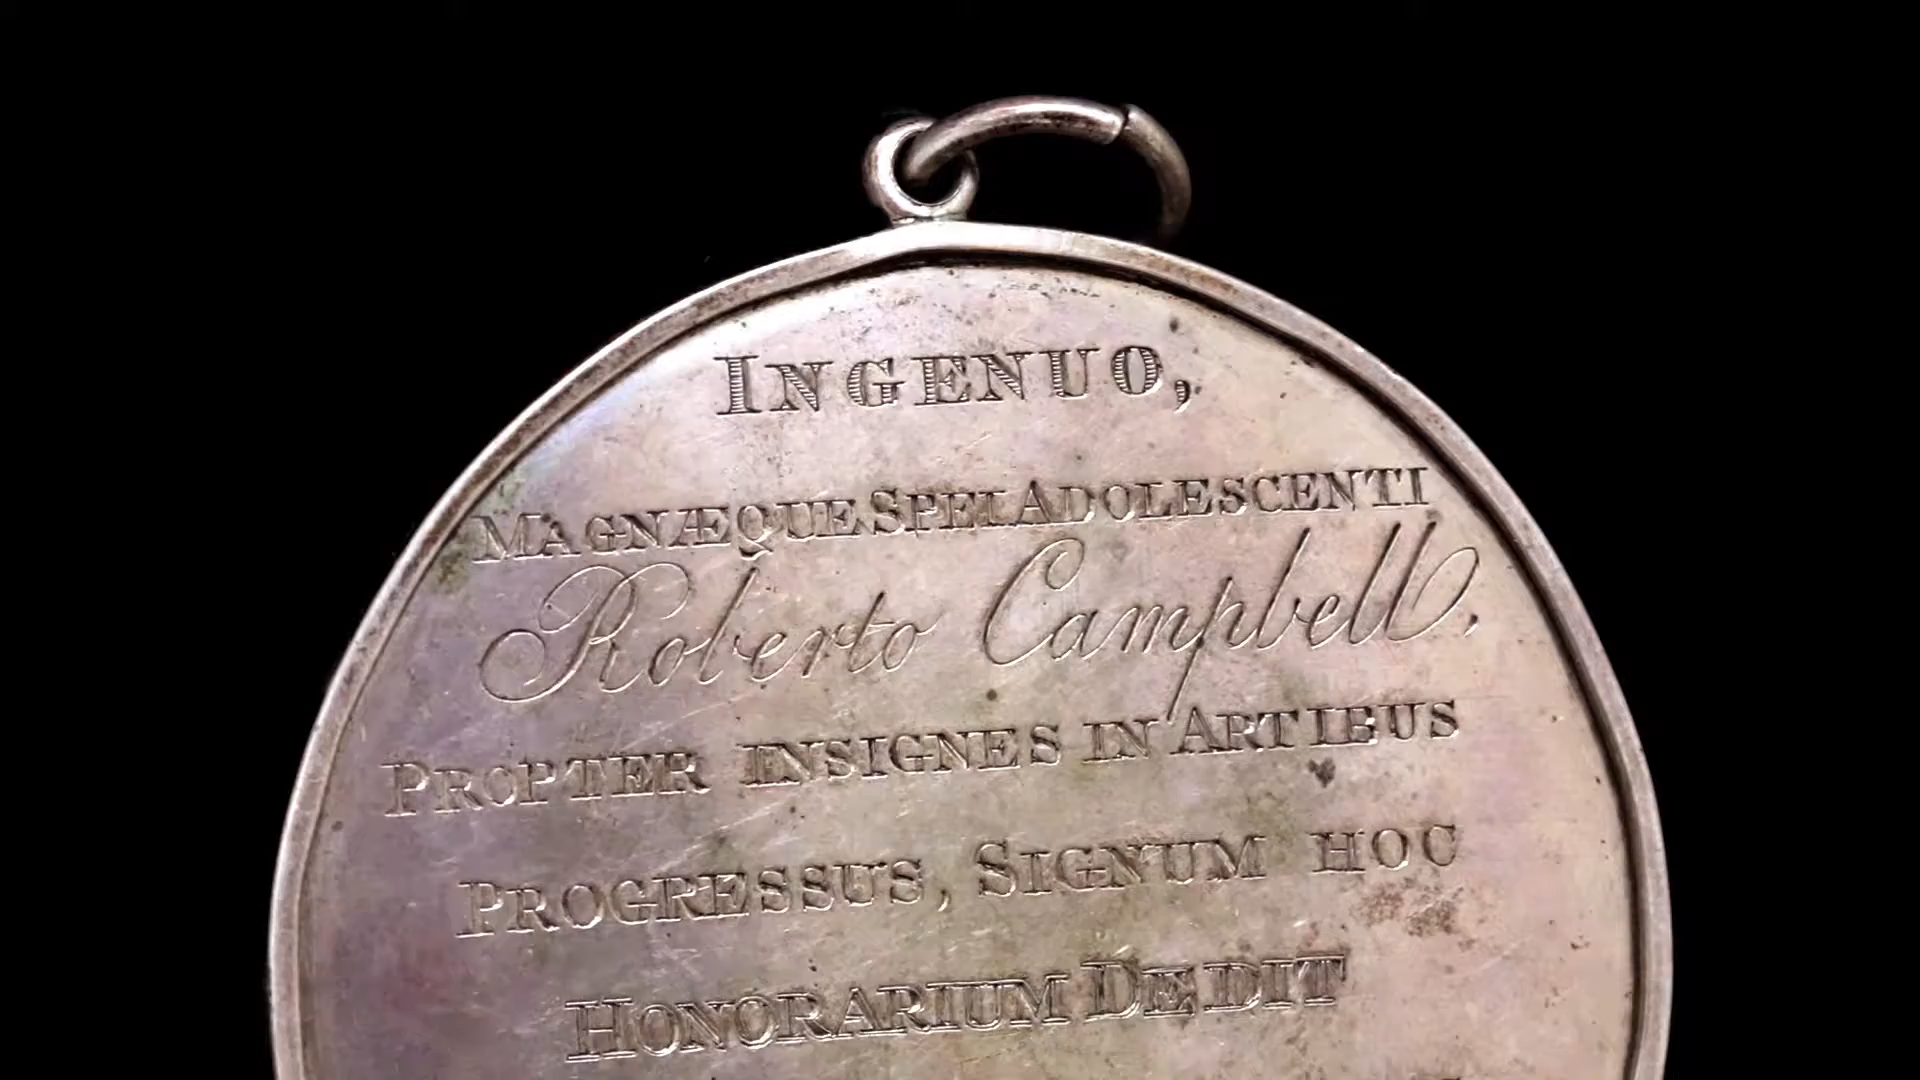 INGENUO,
MAGNÆQUE SPEI ADOLESCENTI
Roberto Campbell,
PROPTER INSIGNES IN ARTIBUS
PROGRESSUS, SIGNUM HOC
HONORARIUM DEDIT